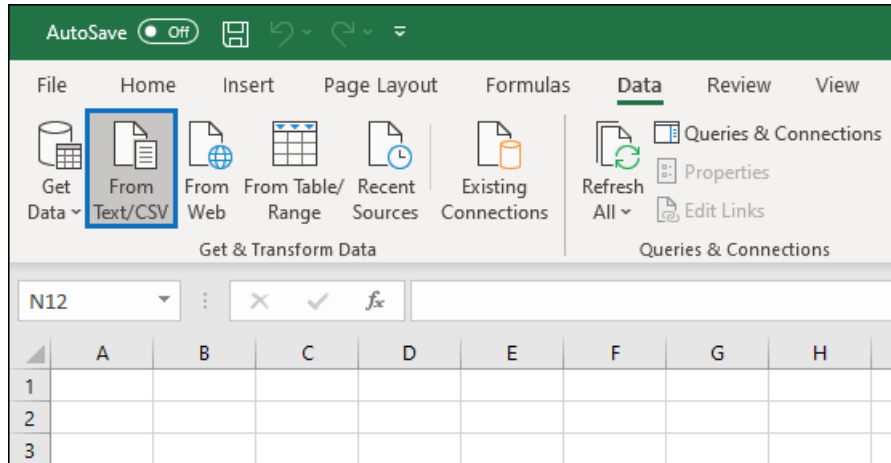 AutoSave Off
File Home Insert Page Layout Formulas Data Review View
Get Data From Text/CSV From Web From Table/ Range Recent Sources Existing Connections Refresh All Queries & Connections
Properties
Edit Links
Get & Transform Data Queries & Connections
N12 fx
A B C D E F G H
1
2
3